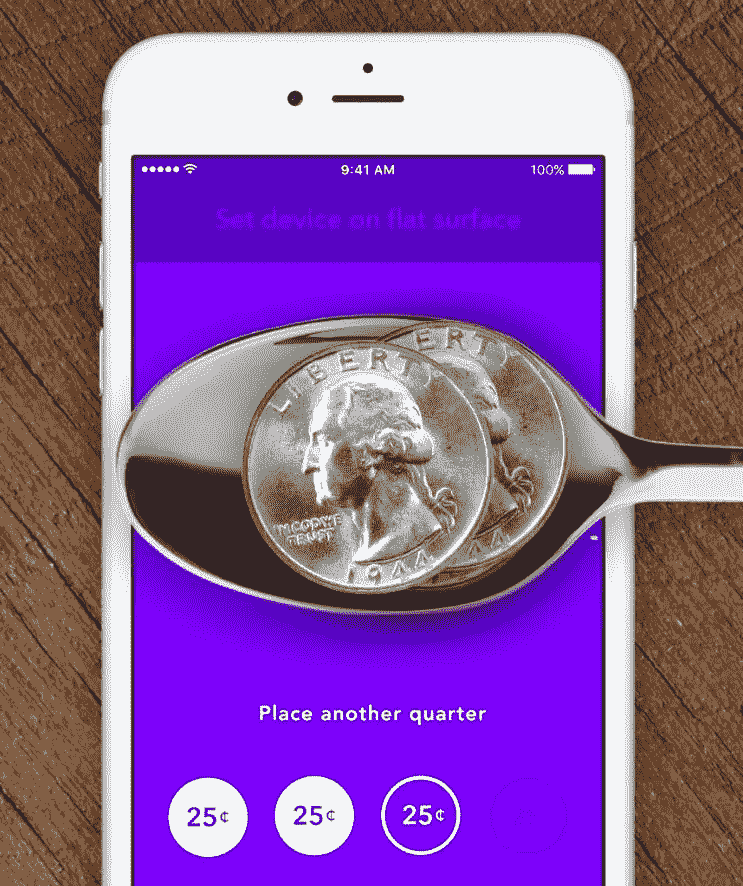 9:41 AM
100%
Set device on flat surface
LIBERTY
LIBERTY
IN GOD WE
TRUST
1944
44
Place another quarter
25¢
25¢
25¢